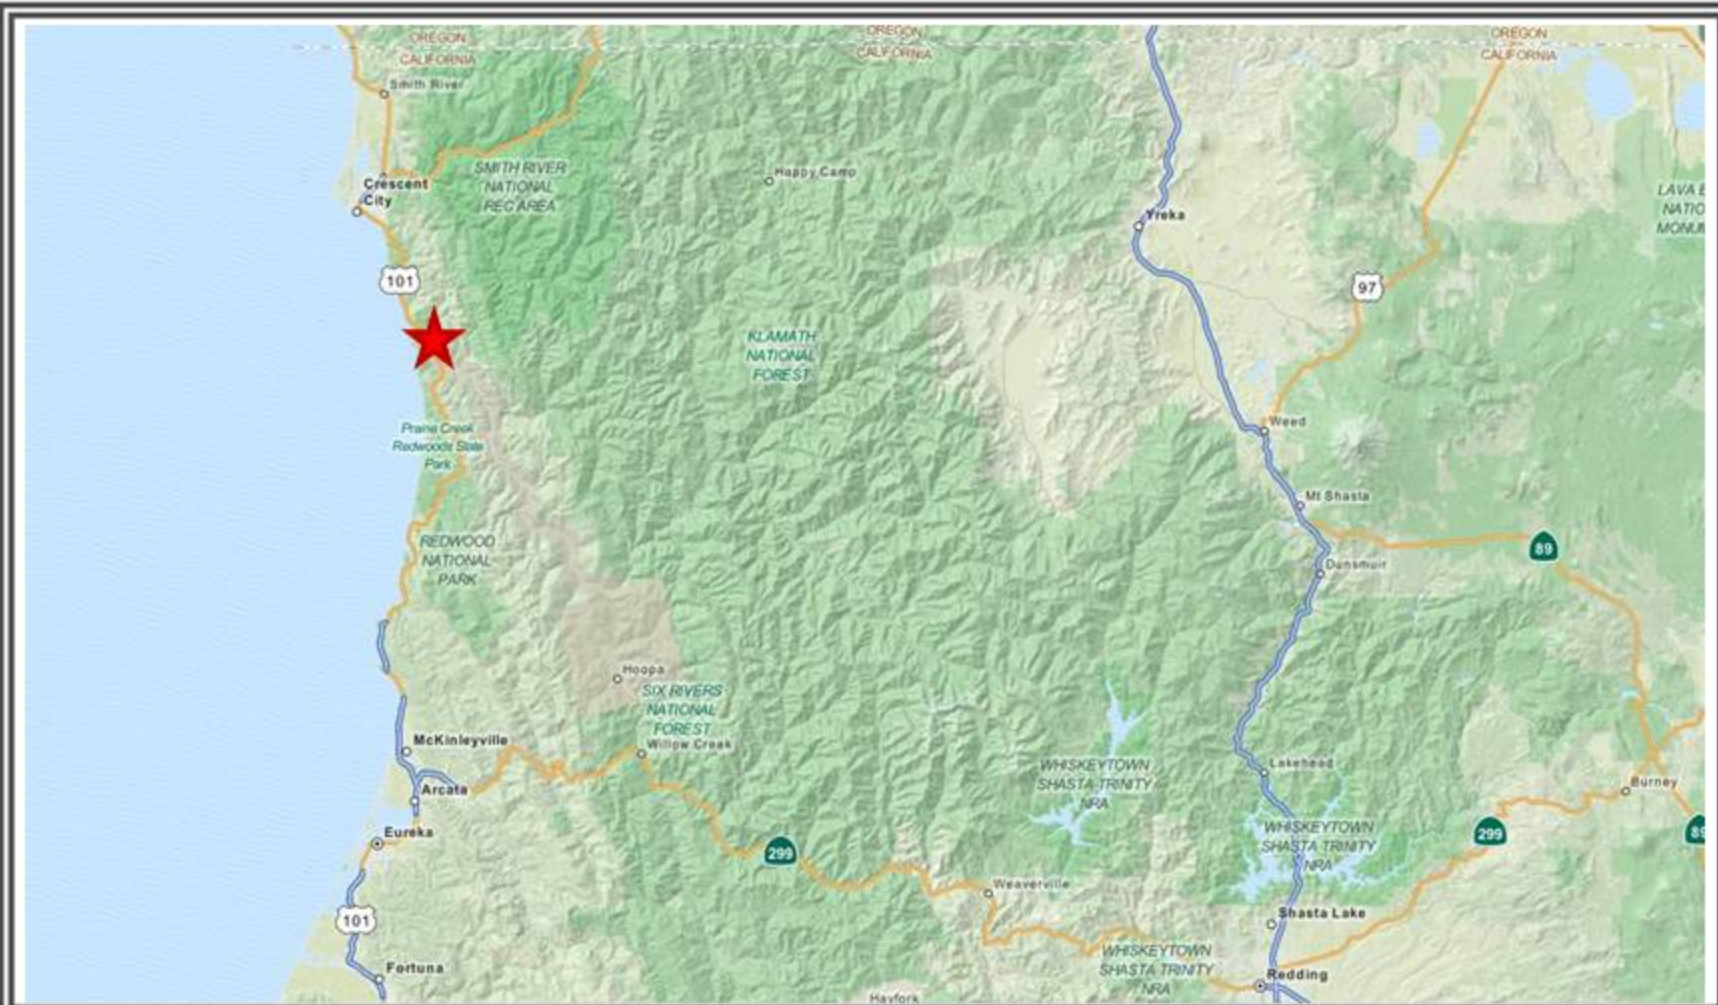 OREGON
CALIFORNIA
OREGON
CALIFORNIA
OREGON
CALIFORNIA
Smith River
SMITH RIVER
NATIONAL
REC AREA
Happy Camp
Crescent
City
LAVA
NATIO
Yreka
101
97
KLAMATH
NATIONAL
FOREST
Weed
Prairie Creek
Redwoods State
Park
Mt Shasta
REDWOOD
NATIONAL
PARK
89
Dunsmuir
Hoopa
SIX RIVERS
NATIONAL
FOREST
McKinleyville
Willow Creek
WHISKEYTOWN
SHASTA-TRINITY
NRA
Lakehead
Arcata
Burney
Eureka
WHISKEYTOWN
SHASTA TRINITY
NRA
299
89
299
Weaverville
101
Shasta Lake
WHISKEYTOWN
SHASTA TRINITY
NRA
Fortuna
Redding
Hayfork